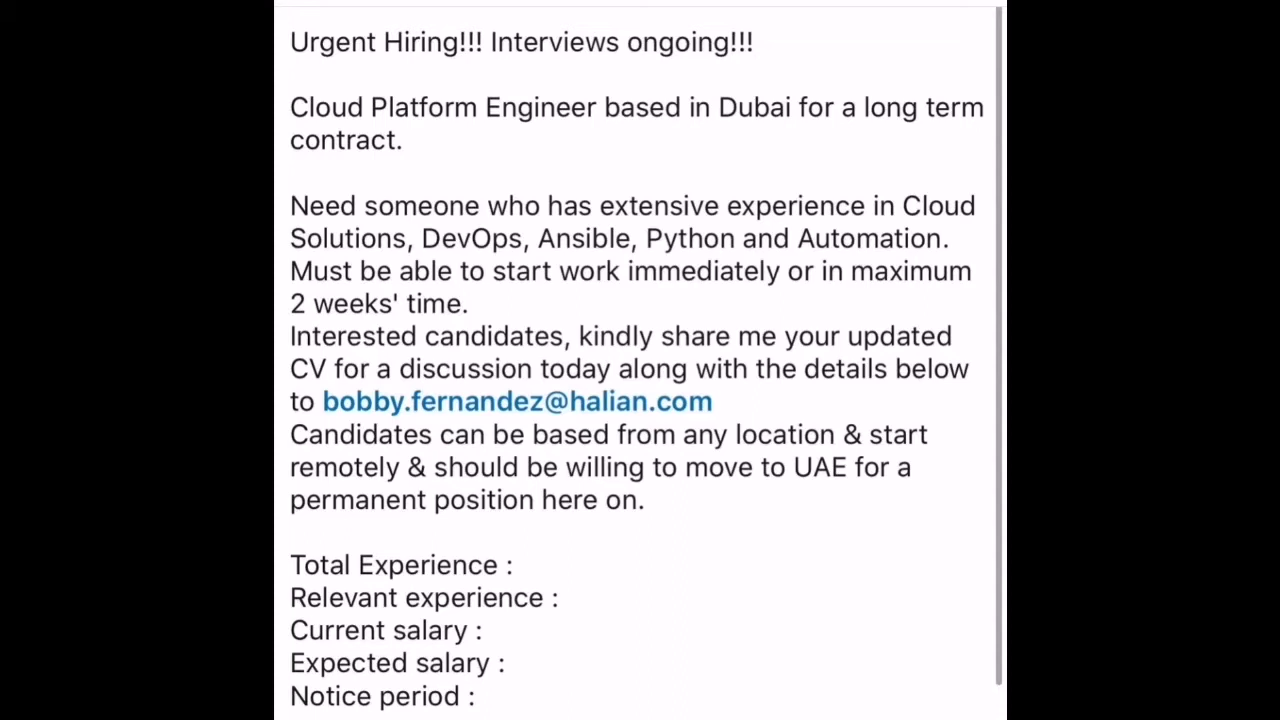 Urgent Hiring!!! Interviews ongoing!!!
Cloud Platform Engineer based in Dubai for a long term
contract.
Need someone who has extensive experience in Cloud
Solutions, DevOps, Ansible, Python and Automation.
Must be able to start work immediately or in maximum
2 weeks' time.
Interested candidates, kindly share me your updated
CV for a discussion today along with the details below
to bobby.fernandez@halian.com
Candidates can be based from any location & start
remotely & should be willing to move to UAE for a
permanent position here on.
Total Experience :
Relevant experience :
Current salary :
Expected salary :
Notice period :